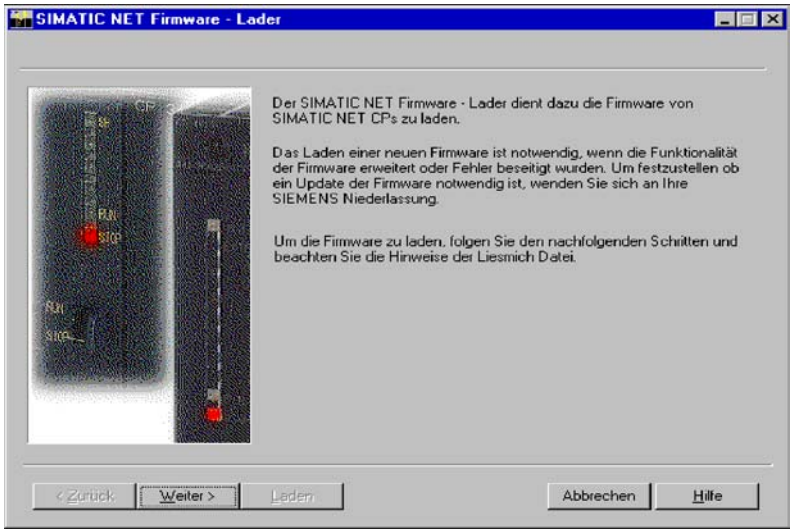 SIMATIC NET Firmware - Lader
Der SIMATIC NET Firmware - Lader dient dazu die Firmware von
SIMATIC NET CPs zu laden.
Das Laden einer neuen Firmware ist notwendig, wenn die Funktionalität
der Firmware erweitert oder Fehler beseitigt wurden. Um festzustellen ob
ein Update der Firmware notwendig ist, wenden Sie sich an Ihre
SIEMENS Niederlassung.
Um die Firmware zu laden, folgen Sie den nachfolgenden Schritten und
beachten Sie die Hinweise der Liesmich Datei.
CP
SF
RUN
STOP
RUN
STOP
< Zurück
Weiter >
Laden
Abbrechen
Hilfe